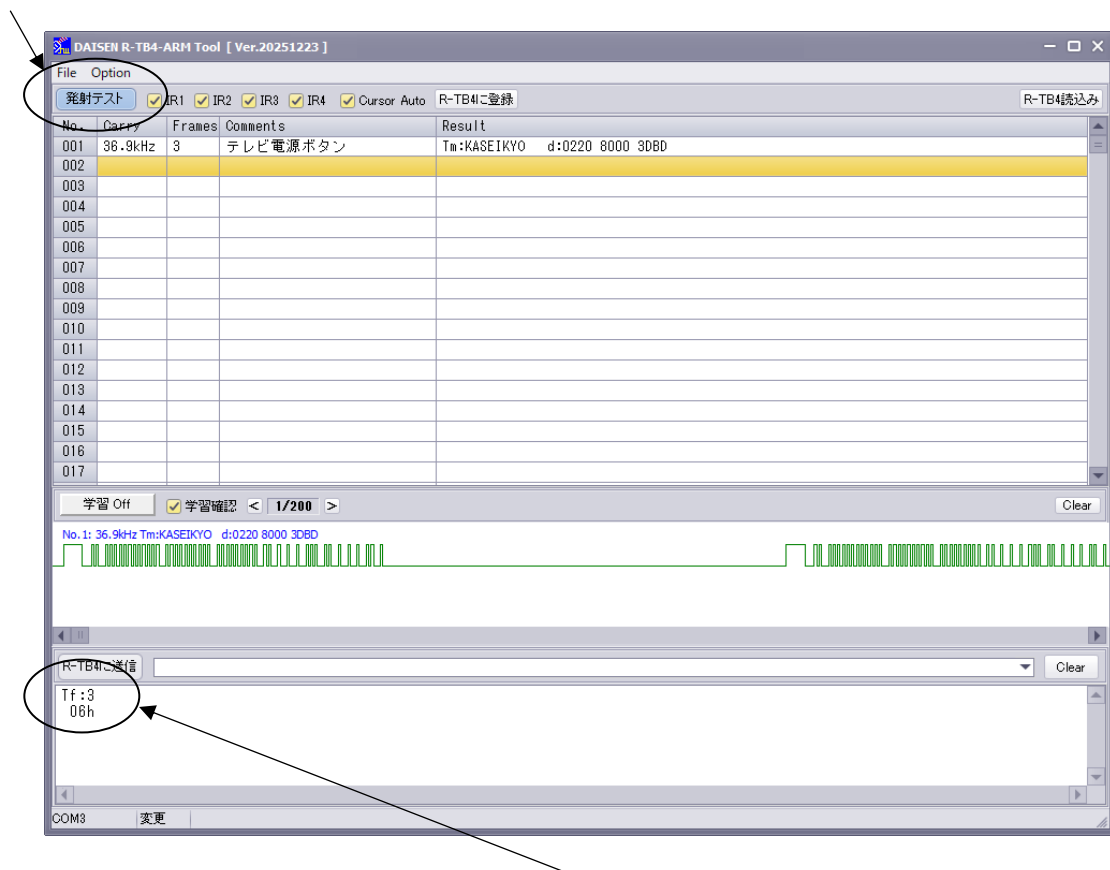 DAISEN R-TB4-ARM Tool [ Ver.20251223 ]
File Option
発射テスト IR1 IR2 IR3 IR4 Cursor Auto R-TB4に登録 R-TB4読込み
No. Carry Frames Comments Result
001 36.9kHz 3 テレビ電源ボタン Tm:KASEIKYO d:0220 8000 3DBD
002
003
004
005
006
007
008
009
010
011
012
013
014
015
016
017
学習 Off 学習確認 < 1/200 > Clear
No.1: 36.9kHz Tm:KASEIKYO d:0220 8000 3DBD
R-TB4に送信 Clear
Tf:3
06h
COM3 変更